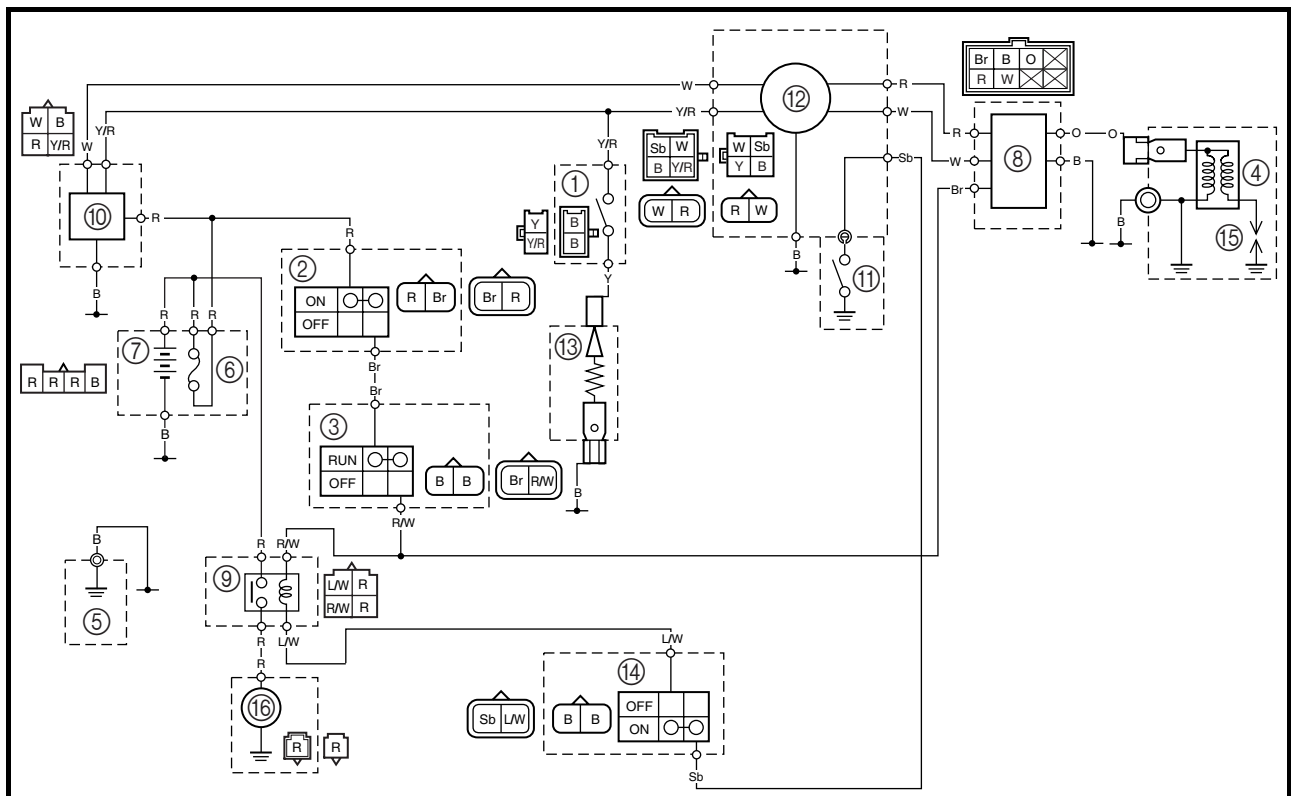 Br B O
R W
W B
R Y/R
W
Y/R
W
Y/R
⑫
R
W
Sb
Y/R
Sb W
B Y/R
W Sb
Y B
W R
R W
①
Y
Y/R
B
B
Y
R
W
Br
⑧
O
B
O
B
④
⑮
⑩
R
B
R
②
ON
OFF
R Br
Br R
Br
B
⑪
R
R
R
⑦
⑥
R R R B
B
⑬
B
Br
③
RUN
OFF
B B
Br R/W
R/W
B
⑤
R
R/W
⑨
L/W R
R/W R
R
L/W
R
⑯
R
R
L/W
⑭
Sb L/W
B B
OFF
ON
Sb